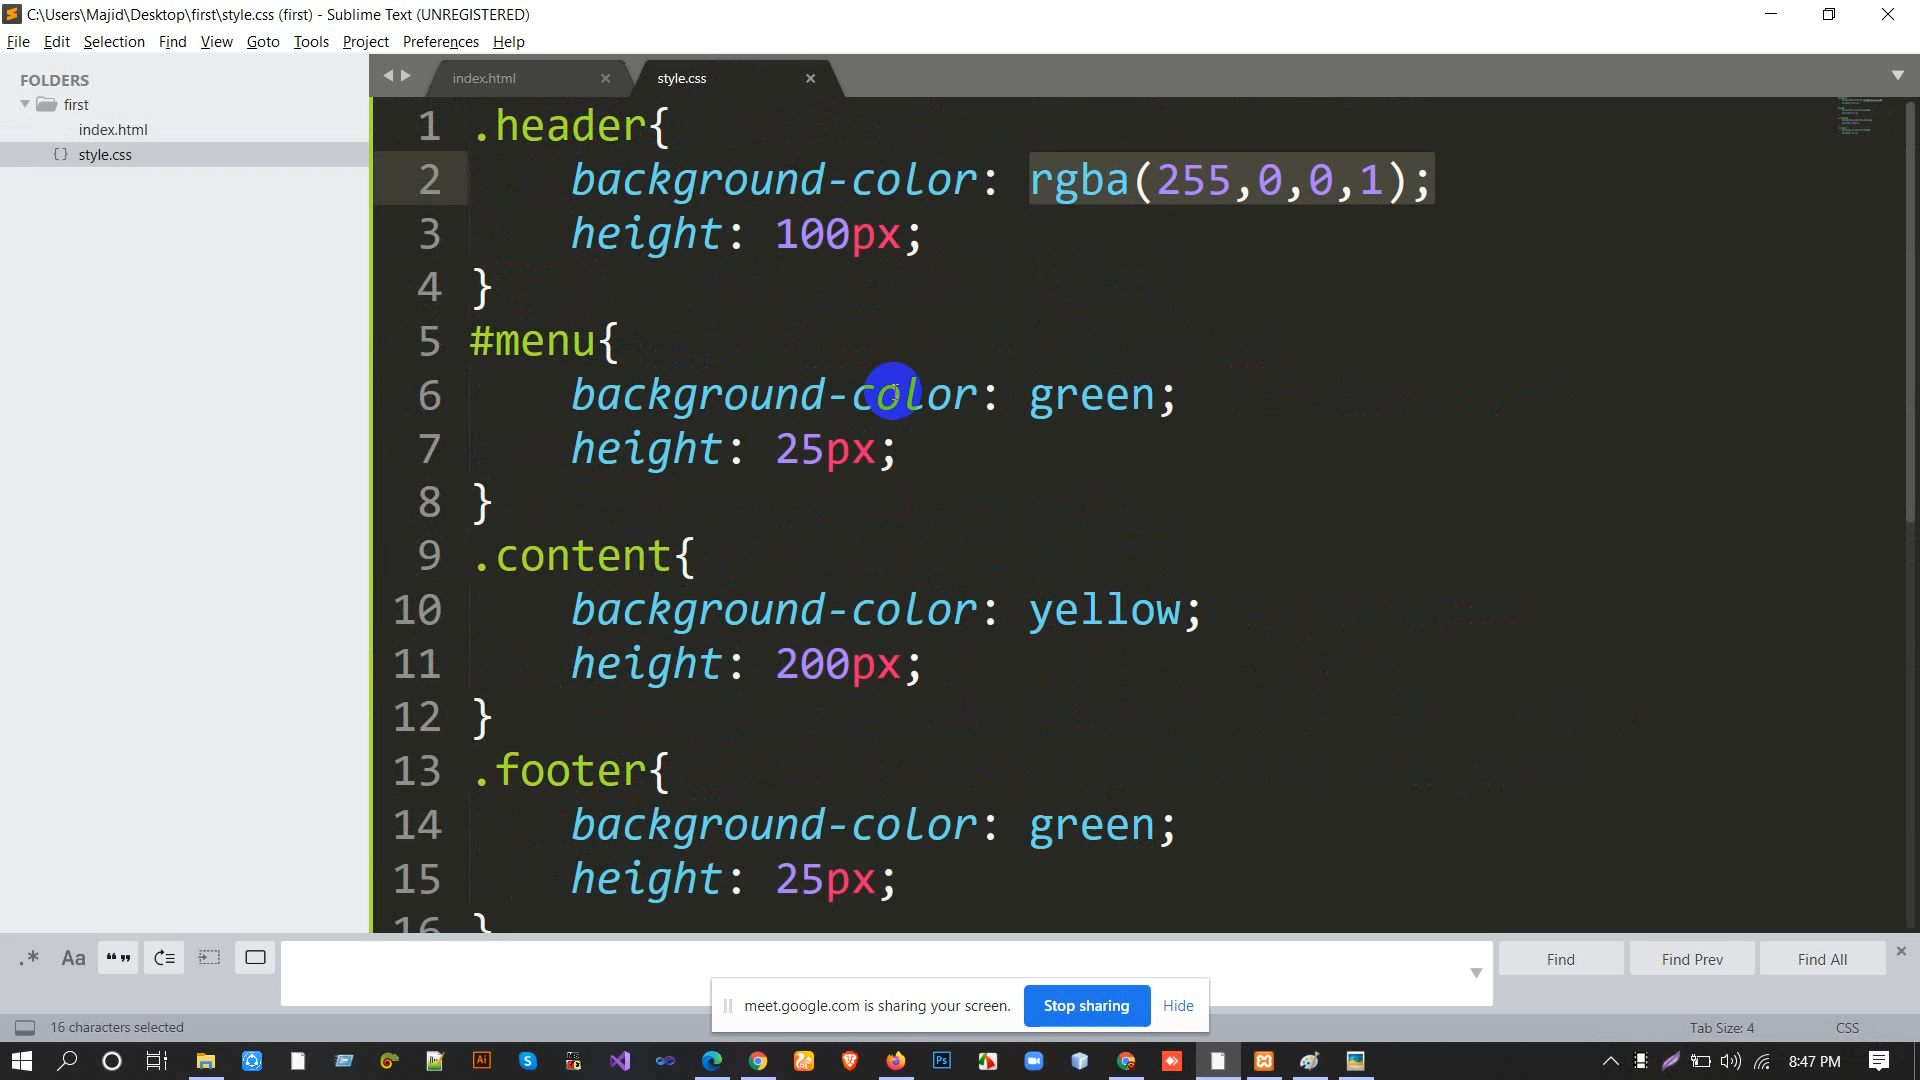 C:\Users\Majid\Desktop\first\style.css (first) - Sublime Text (UNREGISTERED)
File Edit Selection Find View Goto Tools Project Preferences Help
FOLDERS
first
index.html
{} style.css
index.html × style.css ×
1 .header{
2 background-color: rgba(255,0,0,1);
3 height: 100px;
4 }
5 #menu{
6 background-color: green;
7 height: 25px;
8 }
9 .content{
10 background-color: yellow;
11 height: 200px;
12 }
13 .footer{
14 background-color: green;
15 height: 25px;
16 }
.* Aa “” Find Find Prev Find All
meet.google.com is sharing your screen. Stop sharing Hide
16 characters selected Tab Size: 4 CSS
8:47 PM